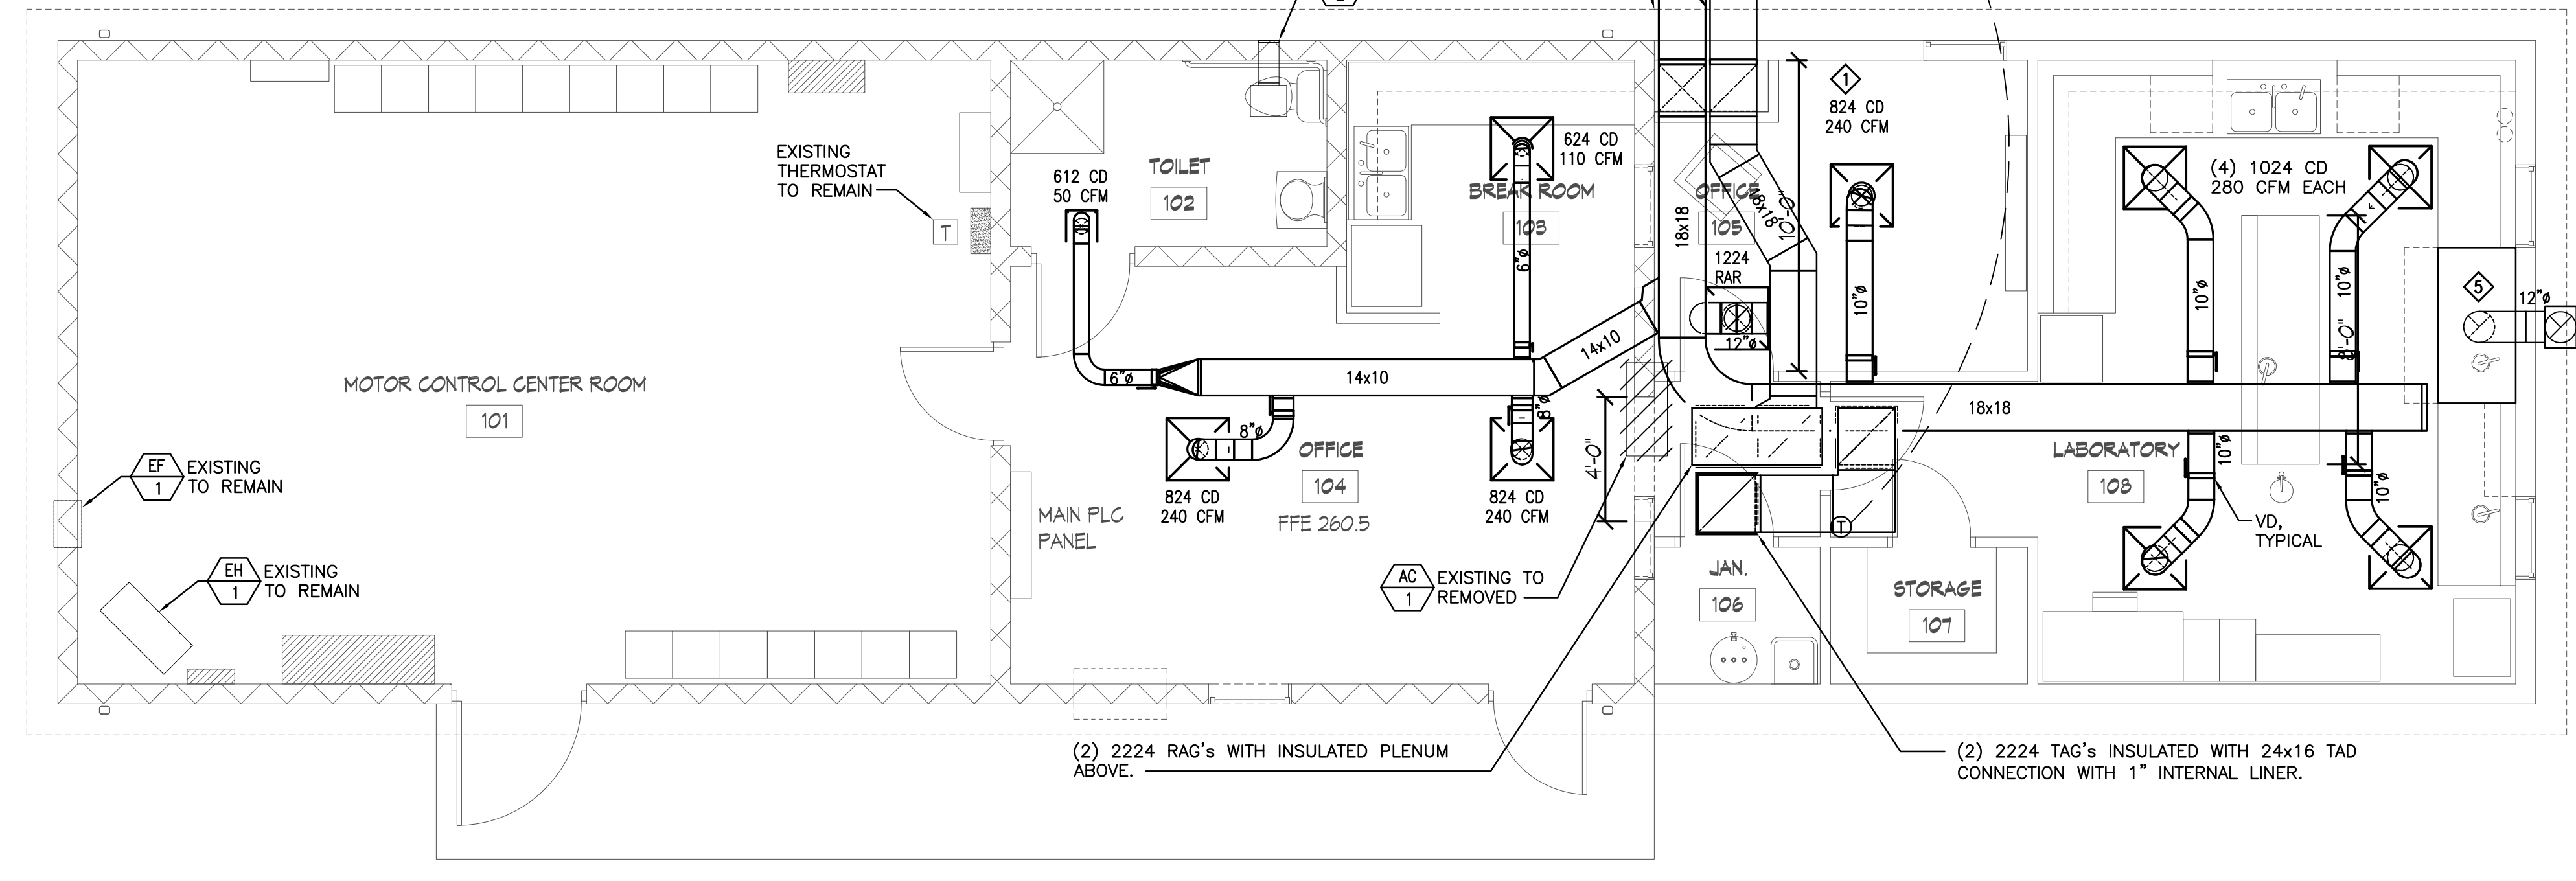 1
824 CD
240 CFM
EXISTING
THERMOSTAT
TO REMAIN
T
612 CD
50 CFM
TOILET
102
624 CD
110 CFM
BREAK ROOM
103
6"ø
OFFICE
105
18x18
18x18
10'-0"
1224
RAR
12"ø
10"ø
(4) 1024 CD
280 CFM EACH
10"ø
10"ø
8'-0"
5
12"ø
MOTOR CONTROL CENTER ROOM
101
6"ø
14x10
14x10
8"ø
8"ø
18x18
EF
1
EXISTING
TO REMAIN
824 CD
240 CFM
OFFICE
104
FFE 260.5
824 CD
240 CFM
4'-0"
MAIN PLC
PANEL
LABORATORY
108
10"ø
10"ø
VD,
TYPICAL
T
EH
1
EXISTING
TO REMAIN
AC
1
EXISTING TO
REMOVED
JAN.
106
STORAGE
107
(2) 2224 RAG's WITH INSULATED PLENUM
ABOVE.
(2) 2224 TAG's INSULATED WITH 24x16 TAD
CONNECTION WITH 1" INTERNAL LINER.